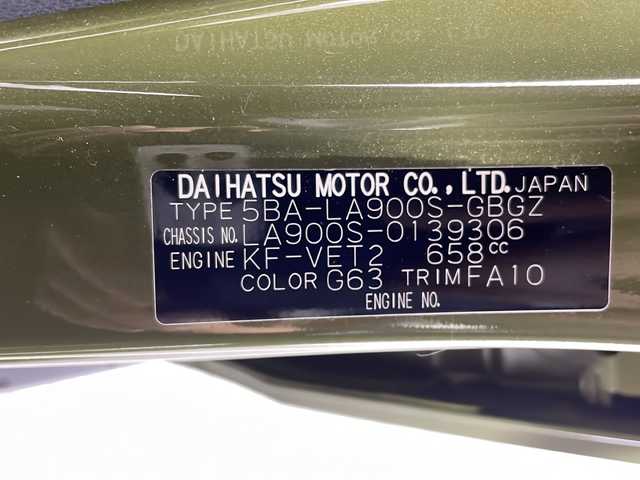 DAIHATSU MOTOR CO., LTD. JAPAN
TYPE 5BA-LA900S-GBGZ
CHASSIS NO. LA900S-0139306
ENGINE KF-VET2 658cc
COLOR G63 TRIM FA10
ENGINE NO.